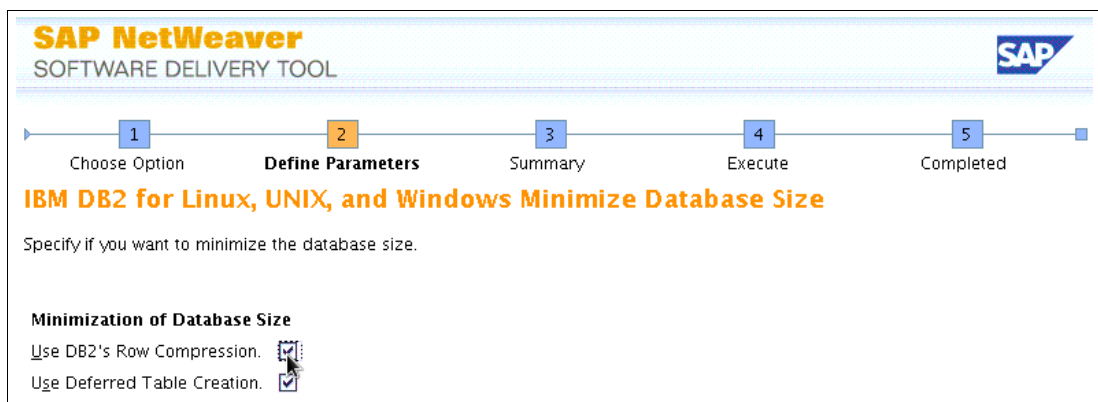 SAP NetWeaver
SOFTWARE DELIVERY TOOL
SAP
1 2 3 4 5
Choose Option Define Parameters Summary Execute Completed
IBM DB2 for Linux, UNIX, and Windows Minimize Database Size
Specify if you want to minimize the database size.
Minimization of Database Size
Use DB2's Row Compression.
Use Deferred Table Creation.